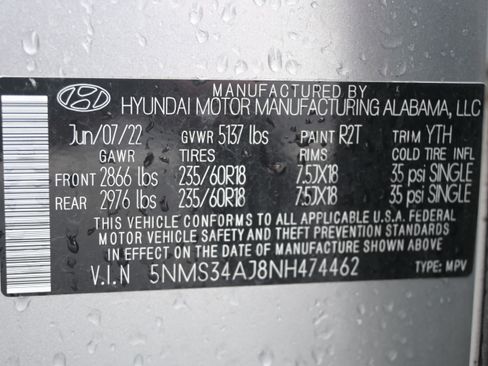 MANUFACTURED BY
HYUNDAI MOTOR MANUFACTURING ALABAMA, LLC
Jun/07/22 GVWR 5137 lbs PAINT R2T TRIM YTH
GAWR TIRES RIMS COLD TIRE INFL
FRONT 2866 lbs 235/60R18 7.5JX18 35 psi SINGLE
REAR 2976 lbs 235/60R18 7.5JX18 35 psi SINGLE
THIS VEHICLE CONFORMS TO ALL APPLICABLE U.S.A. FEDERAL
MOTOR VEHICLE SAFETY AND THEFT PREVENTION STANDARDS
IN EFFECT ON THE DATE OF MANUFACTURE SHOWN ABOVE.
V.I.N 5NMS34AJ8NH474462 TYPE: MPV